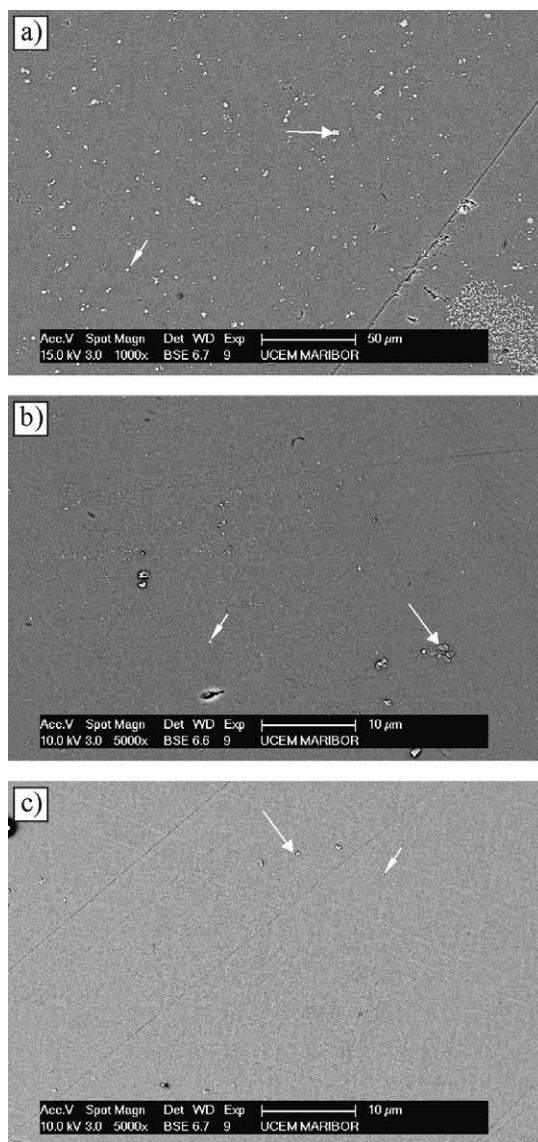 a)
Acc.V Spot Magn Det WD Exp 50 µm
15.0 kV 3.0 1000x BSE 6.7 9 UCEM MARIBOR
b)
Acc.V Spot Magn Det WD Exp 10 µm
10.0 kV 3.0 5000x BSE 6.6 9 UCEM MARIBOR
c)
Acc.V Spot Magn Det WD Exp 10 µm
10.0 kV 3.0 5000x BSE 6.7 9 UCEM MARIBOR